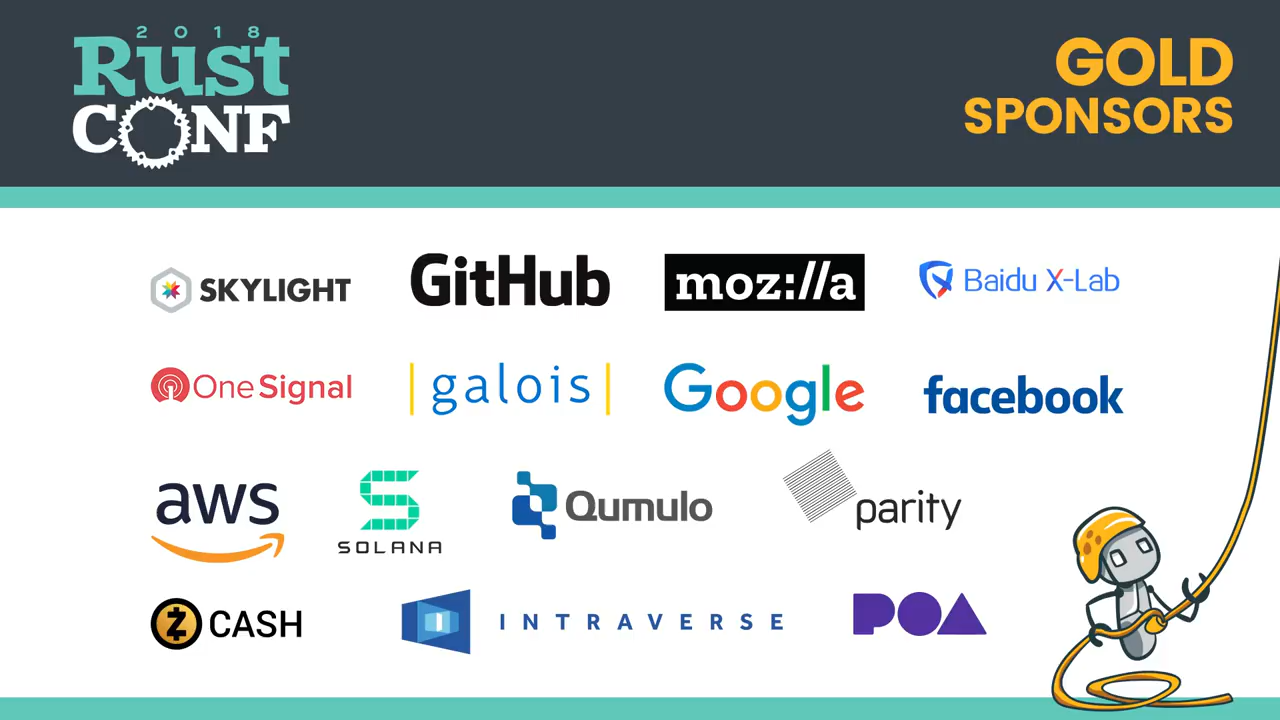 2018
Rust
CONF
GOLD
SPONSORS
SKYLIGHT
GitHub
moz://a
Baidu X-Lab
OneSignal
|galois|
Google
facebook
aws
SOLANA
Qumulo
parity
CASH
INTRAVERSE
POA